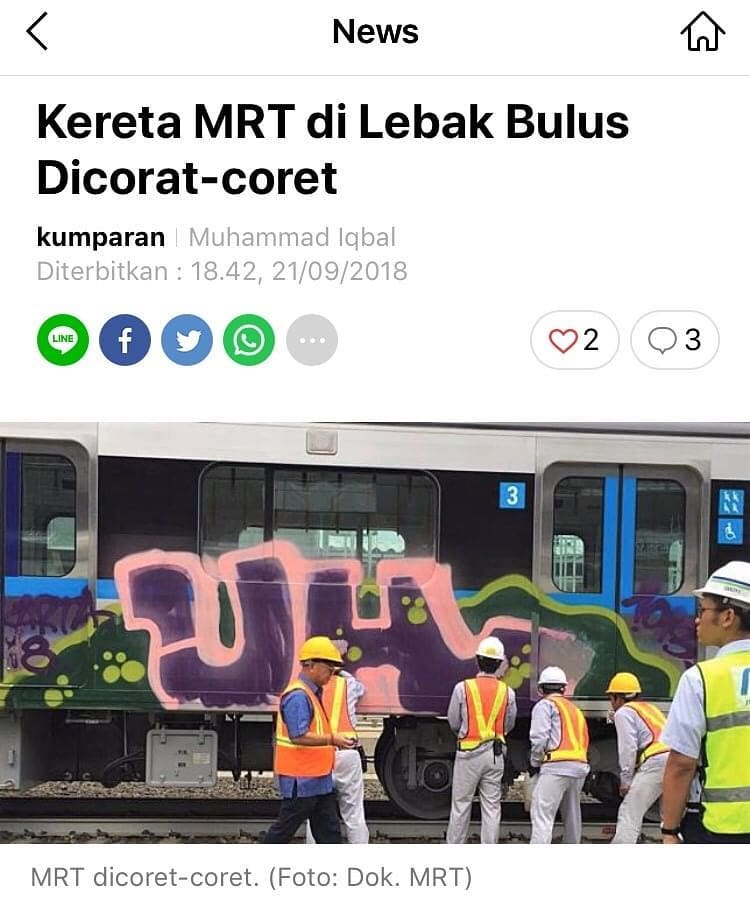 News
Kereta MRT di Lebak Bulus
Dicorat-coret
kumparan | Muhammad Iqbal
Diterbitkan : 18.42, 21/09/2018
LINE
2
3
3
MRT dicoret-coret. (Foto: Dok. MRT)